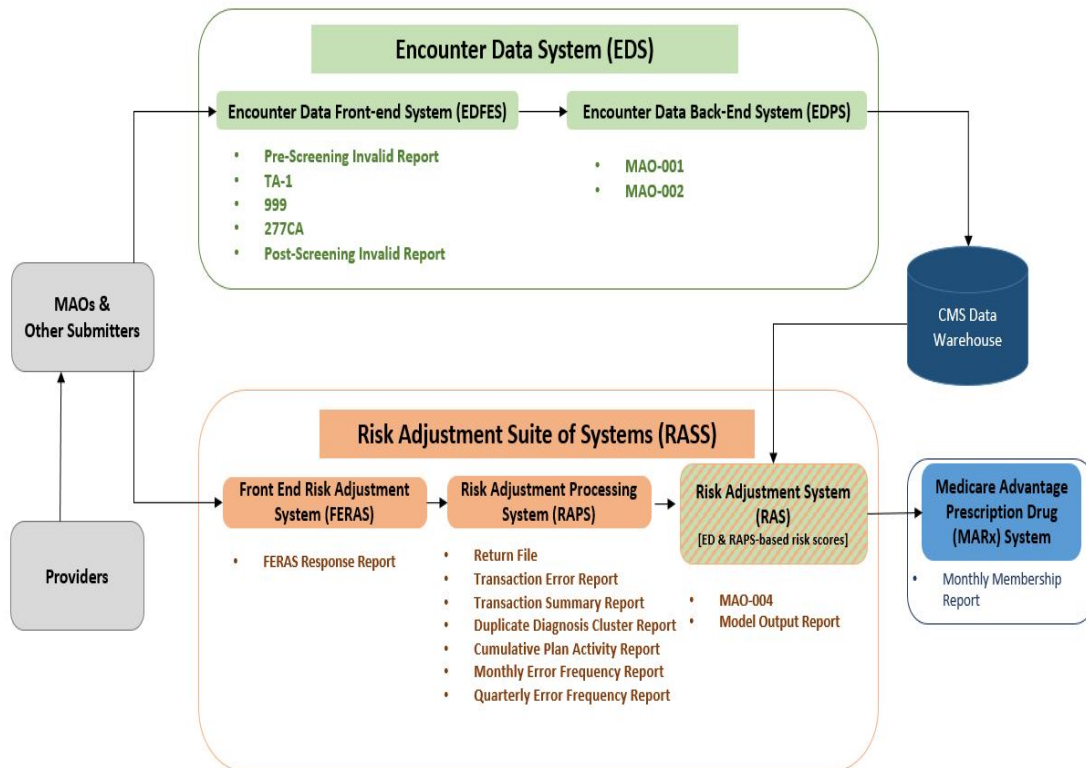 Encounter Data System (EDS)
Encounter Data Front-end System (EDFES)
• Pre-Screening Invalid Report
• TA-1
• 999
• 277CA
• Post-Screening Invalid Report
Encounter Data Back-End System (EDPS)
• MAO-001
• MAO-002
MAOs &
Other Submitters
CMS Data
Warehouse
Providers
Risk Adjustment Suite of Systems (RASS)
Front End Risk Adjustment
System (FERAS)
• FERAS Response Report
Risk Adjustment Processing
System (RAPS)
• Return File
• Transaction Error Report
• Transaction Summary Report
• Duplicate Diagnosis Cluster Report
• Cumulative Plan Activity Report
• Monthly Error Frequency Report
• Quarterly Error Frequency Report
Risk Adjustment System
(RAS)
[ED & RAPS-based risk scores]
• MAO-004
• Model Output Report
Medicare Advantage
Prescription Drug
(MARx) System
• Monthly Membership
Report